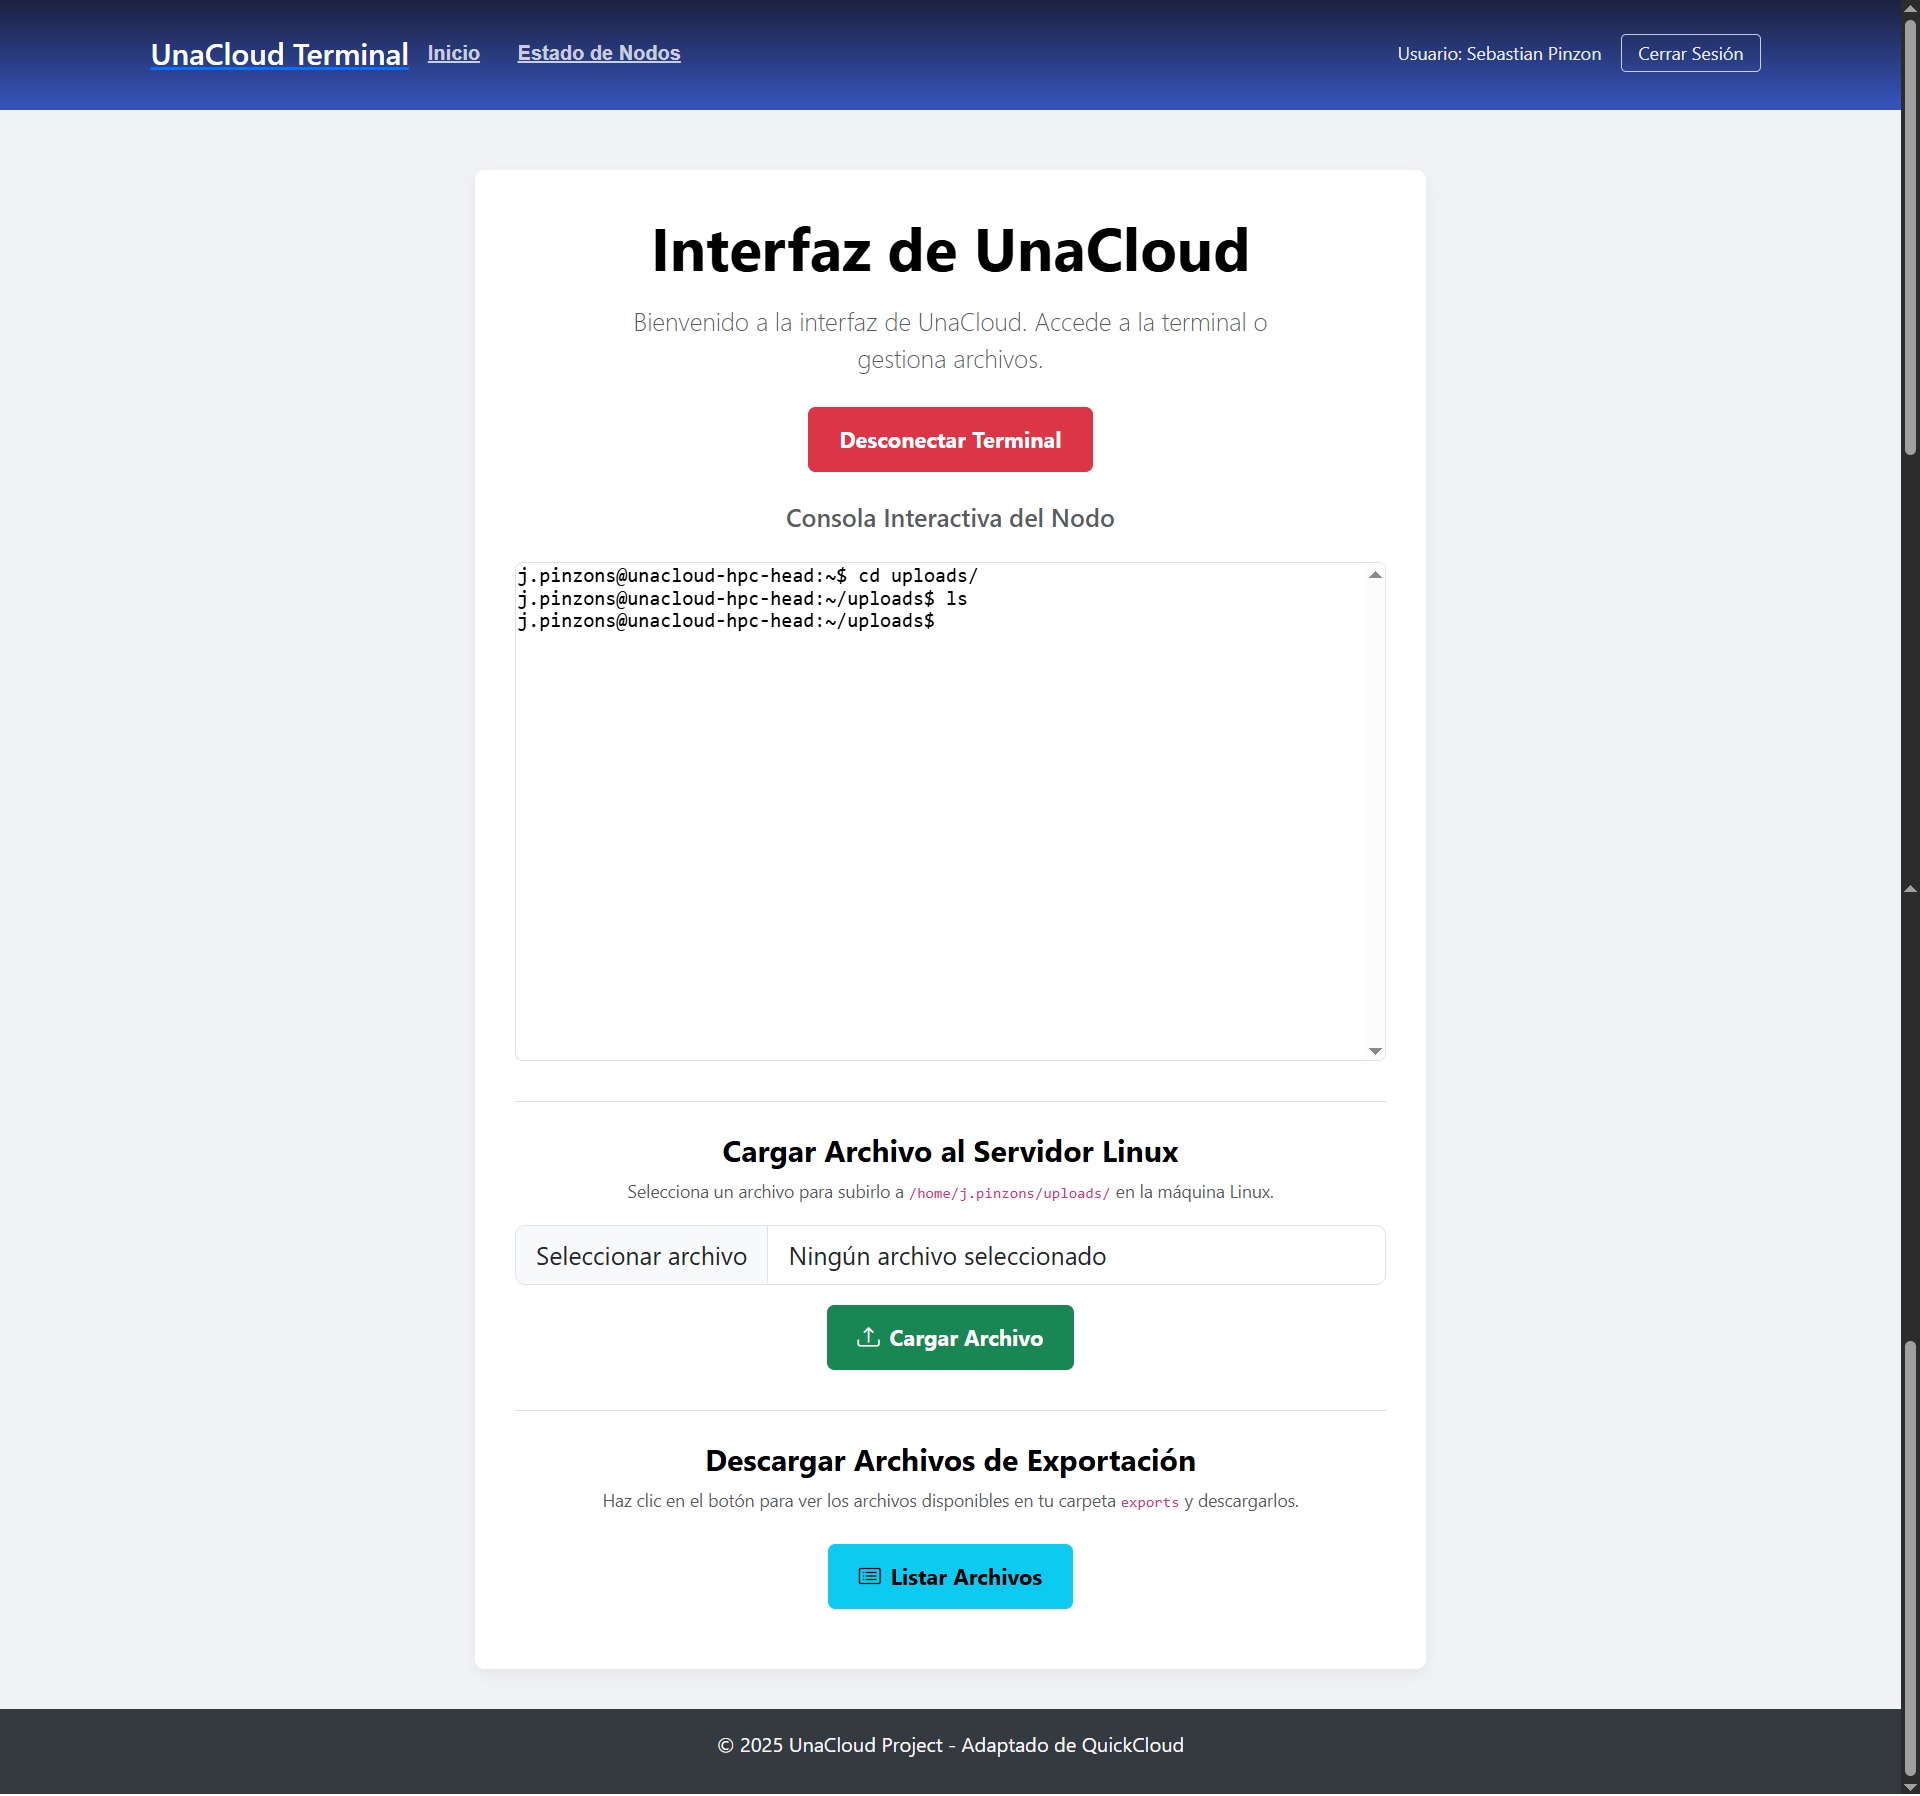 UnaCloud Terminal Inicio Estado de Nodos Usuario: Sebastian Pinzon Cerrar Sesión
Interfaz de UnaCloud
Bienvenido a la interfaz de UnaCloud. Accede a la terminal o
gestiona archivos.
Desconectar Terminal
Consola Interactiva del Nodo
j.pinzons@unacloud-hpc-head:~$ cd uploads/
j.pinzons@unacloud-hpc-head:~/uploads$ ls
j.pinzons@unacloud-hpc-head:~/uploads$
Cargar Archivo al Servidor Linux
Selecciona un archivo para subirlo a /home/j.pinzons/uploads/ en la máquina Linux.
Seleccionar archivo Ningún archivo seleccionado
Cargar Archivo
Descargar Archivos de Exportación
Haz clic en el botón para ver los archivos disponibles en tu carpeta exports y descargarlos.
Listar Archivos
© 2025 UnaCloud Project - Adaptado de QuickCloud